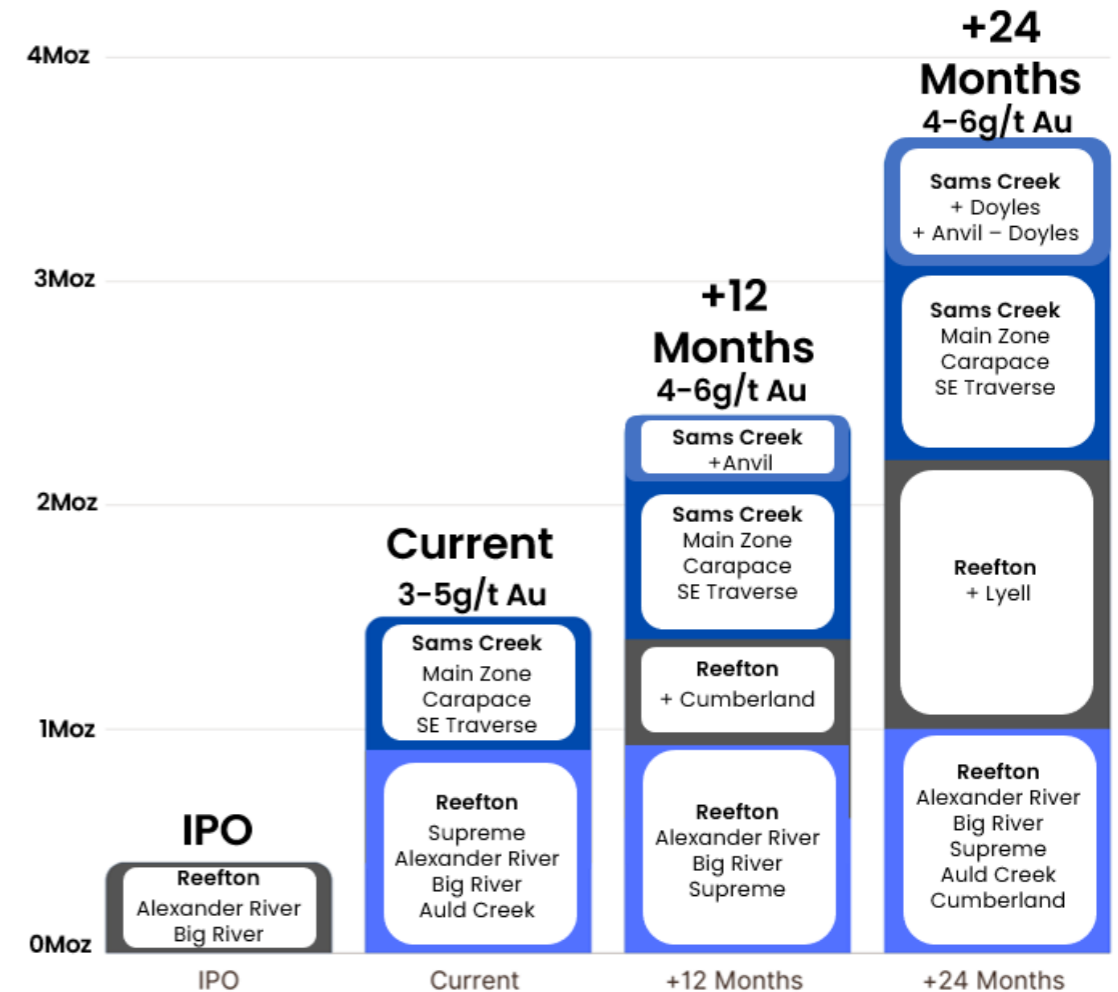 4Moz
3Moz
2Moz
1Moz
0Moz
IPO
Reefton
Alexander River
Big River
IPO
Current
3-5g/t Au
Sams Creek
Main Zone
Carapace
SE Traverse
Reefton
Supreme
Alexander River
Big River
Auld Creek
Current
+12
Months
4-6g/t Au
Sams Creek
+Anvil
Sams Creek
Main Zone
Carapace
SE Traverse
Reefton
+ Cumberland
Reefton
Alexander River
Big River
Supreme
+12 Months
+24
Months
4-6g/t Au
Sams Creek
+ Doyles
+ Anvil – Doyles
Sams Creek
Main Zone
Carapace
SE Traverse
Reefton
+ Lyell
Reefton
Alexander River
Big River
Supreme
Auld Creek
Cumberland
+24 Months